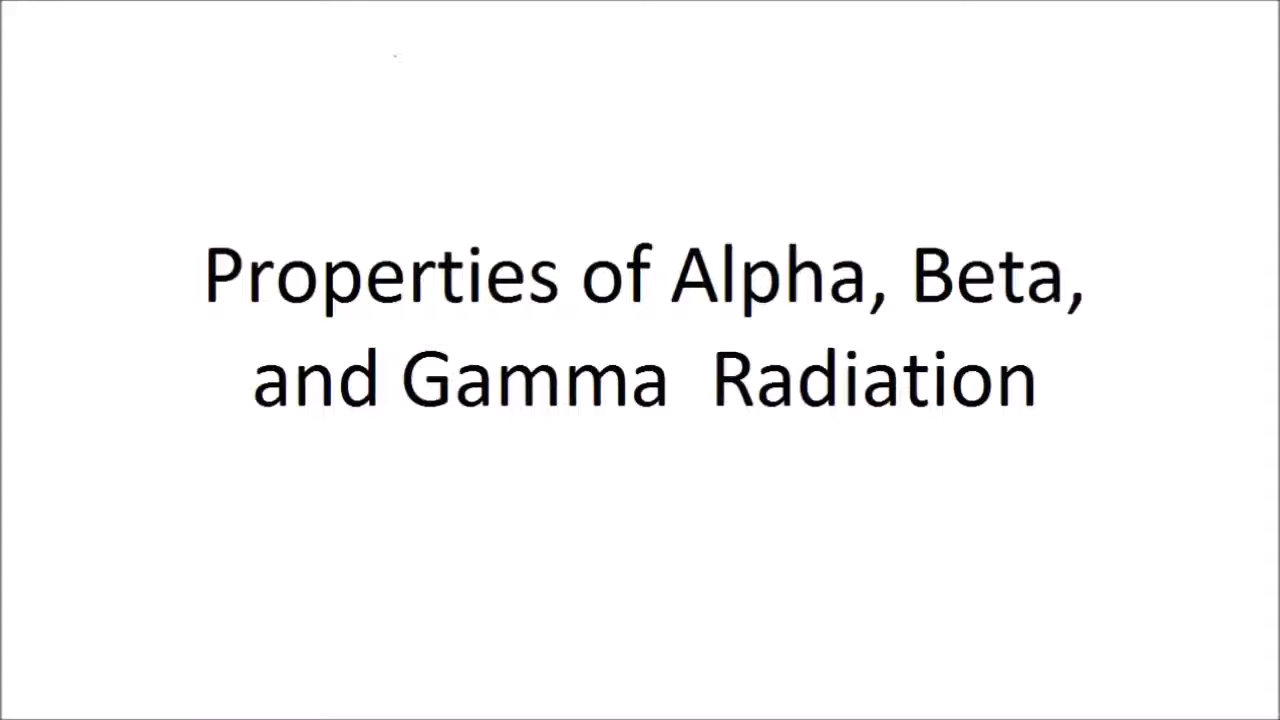 Properties of Alpha, Beta,
and Gamma  Radiation